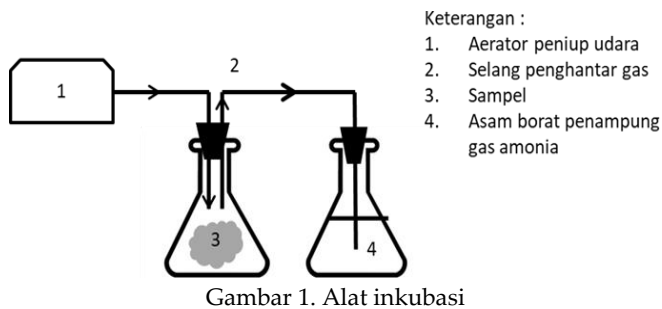 Keterangan :
1. Aerator peniup udara
2. Selang penghantar gas
3. Sampel
4. Asam borat penampung
gas amonia
1
2
3
4
Gambar 1. Alat inkubasi